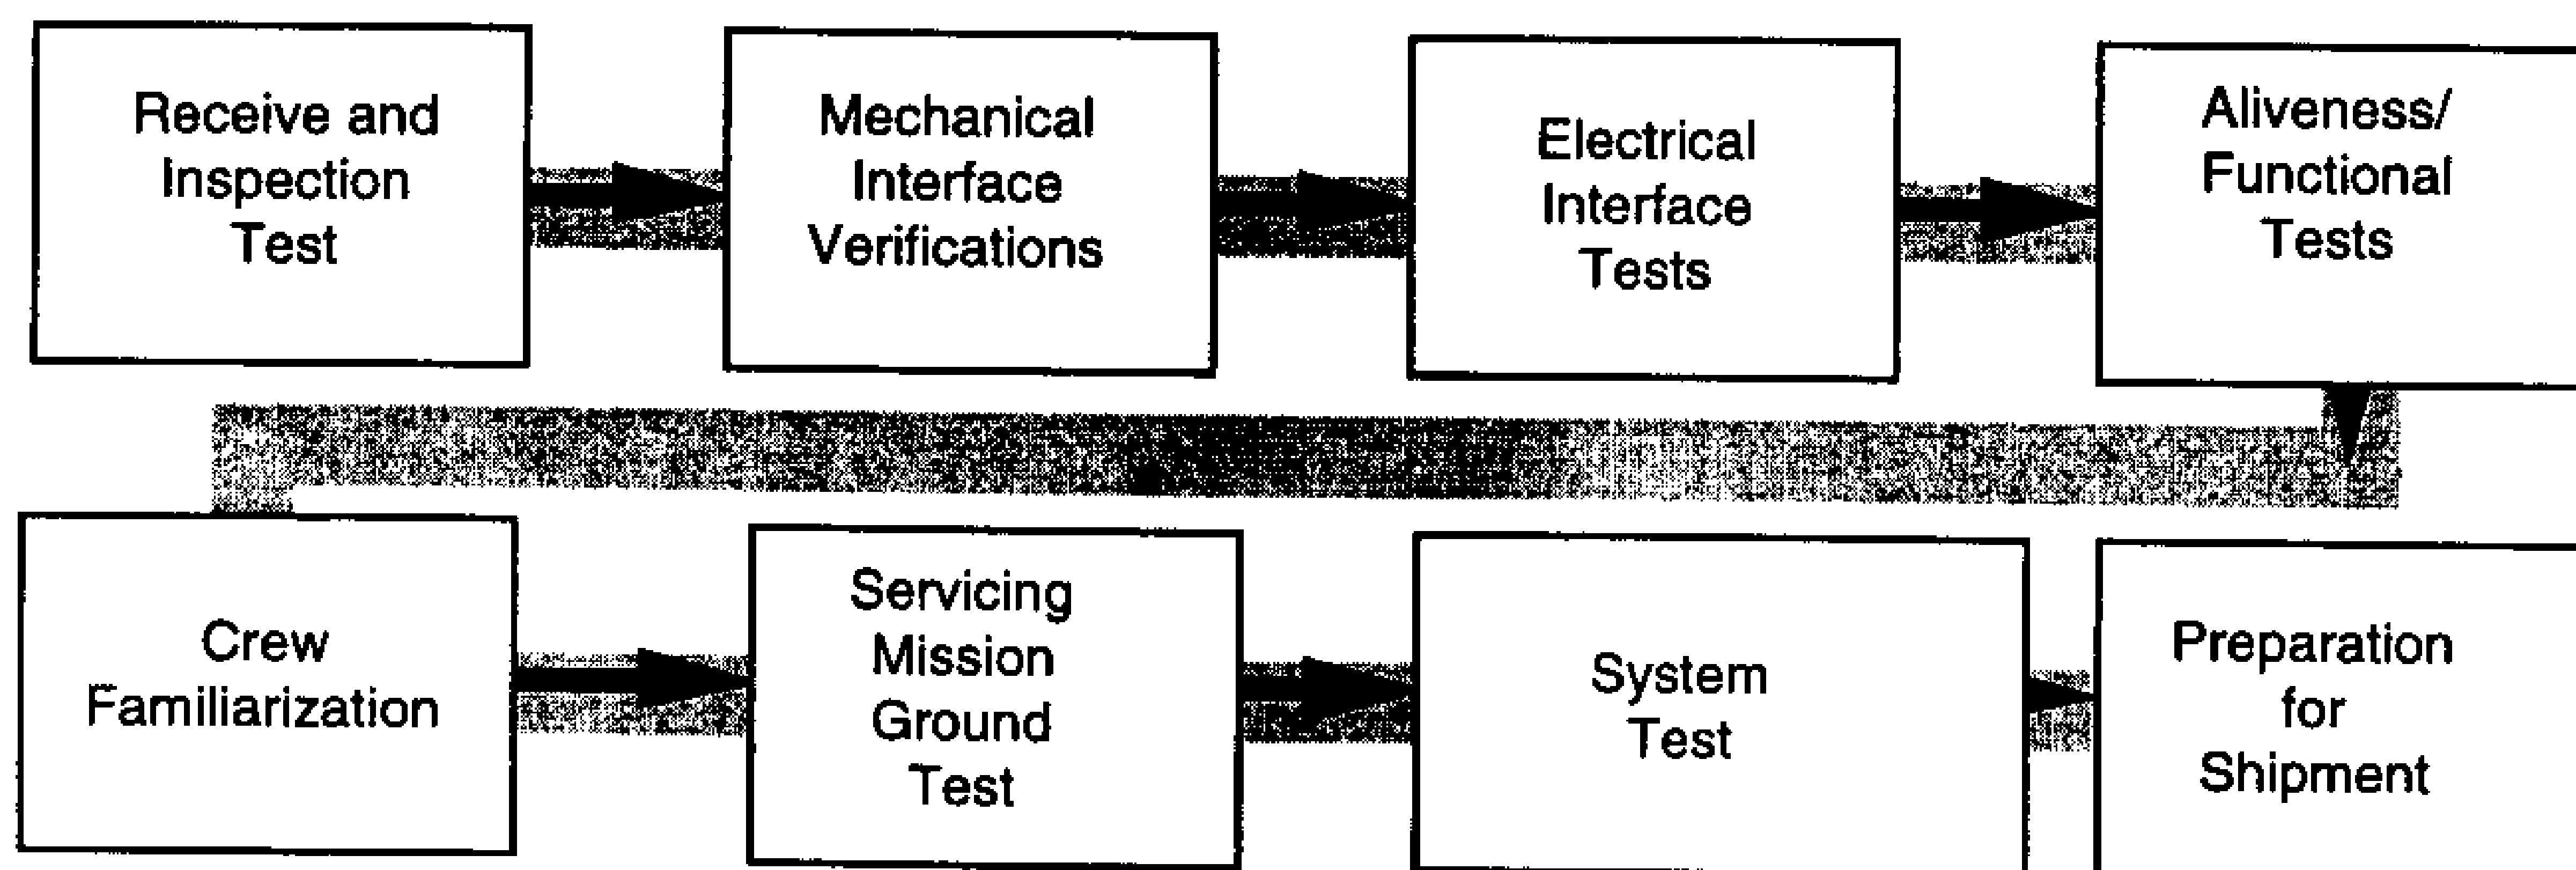 Receive and
Inspection
Test
Mechanical
Interface
Verifications
Electrical
Interface
Tests
Aliveness/
Functional
Tests
Crew
Familiarization
Servicing
Mission
Ground
Test
System
Test
Preparation
for
Shipment